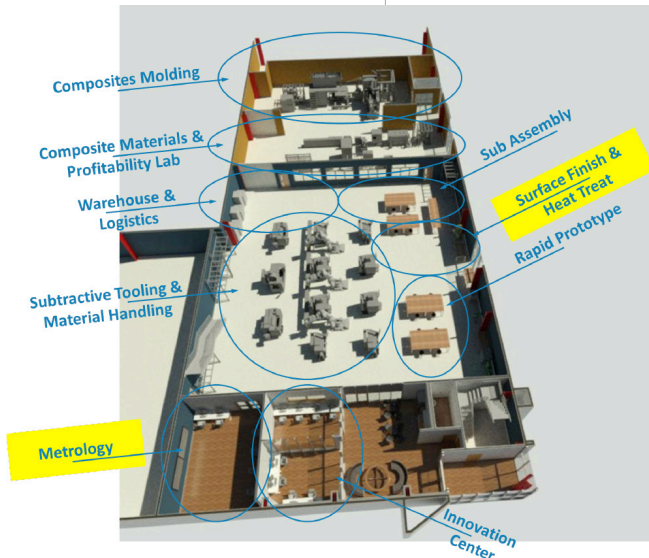 Composites Molding
Composite Materials &
Profitability Lab
Sub Assembly
Warehouse &
Logistics
Surface Finish &
Heat Treat
Rapid Prototype
Subtractive Tooling &
Material Handling
Metrology
Innovation
Center